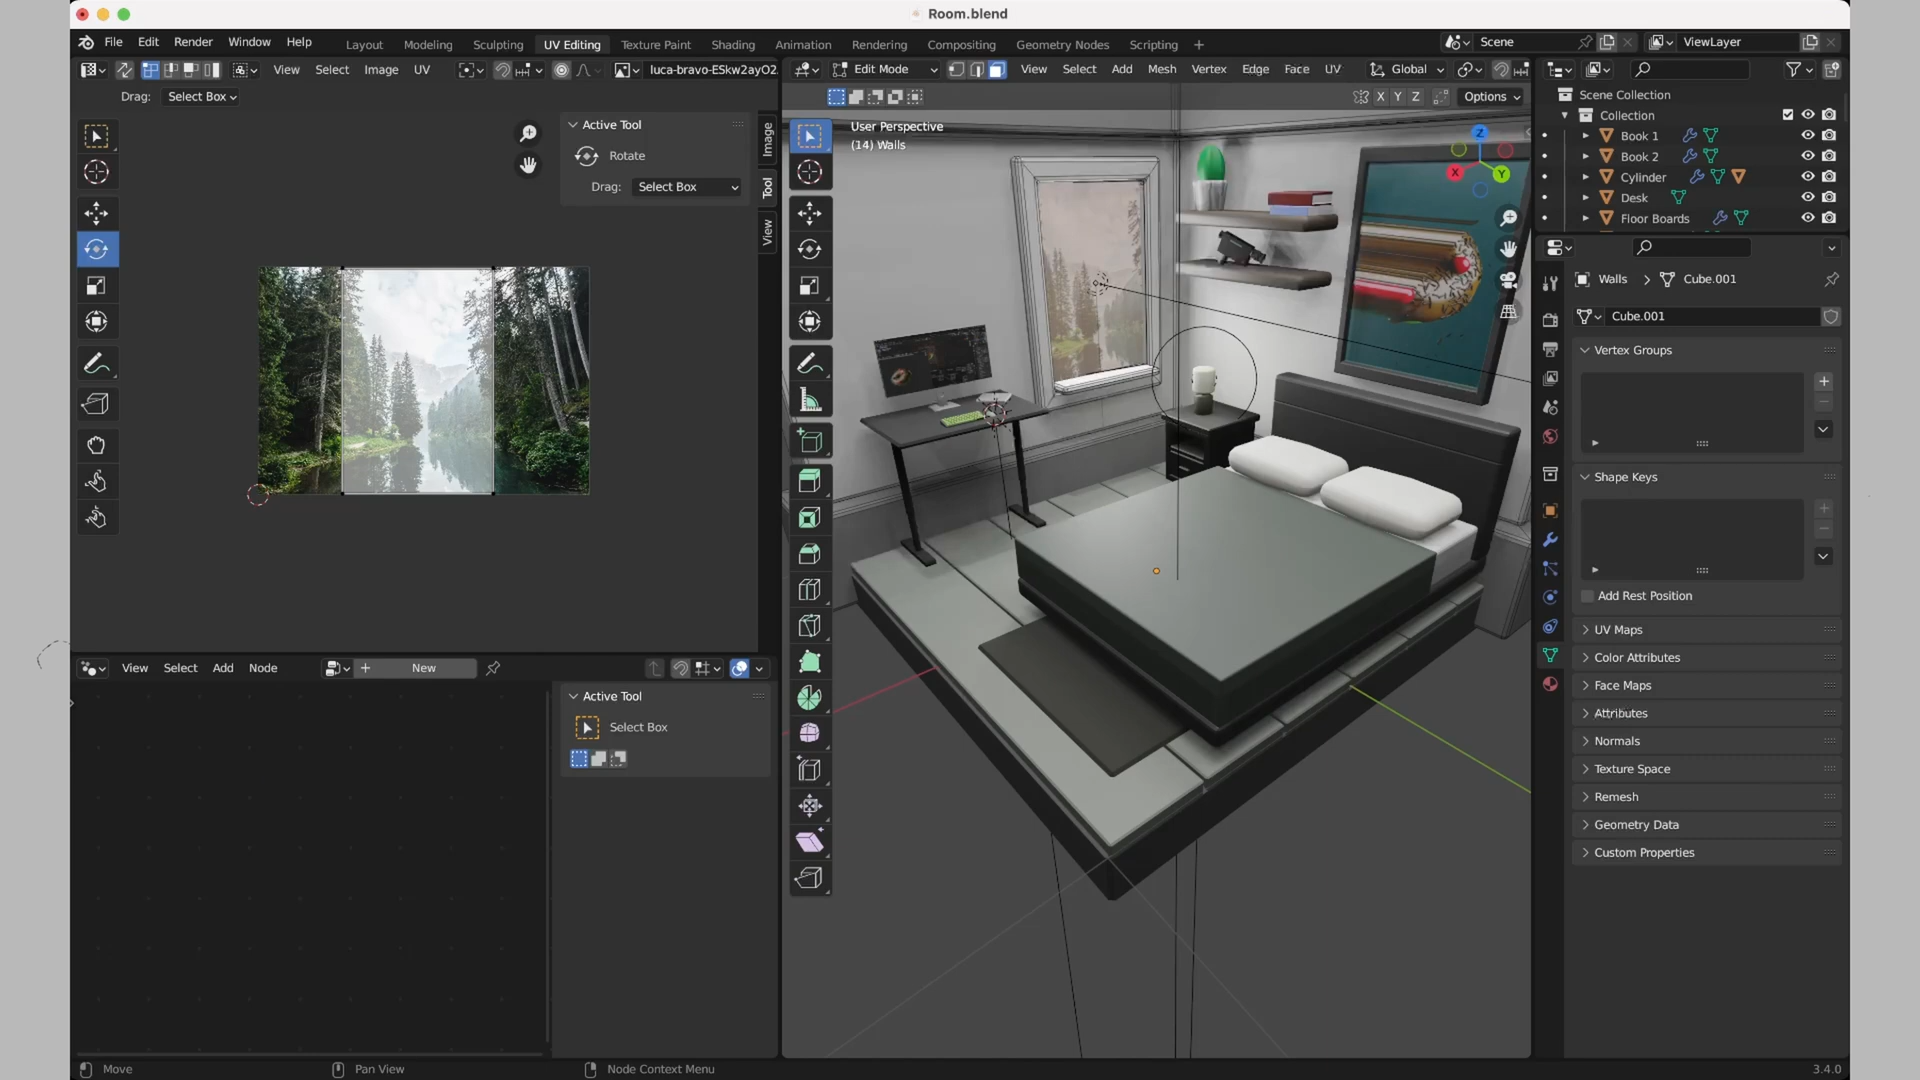 Room.blend
File Edit Render Window Help
Layout Modeling Sculpting UV Editing Texture Paint Shading Animation Rendering Compositing Geometry Nodes Scripting +
Scene
ViewLayer
View Select Image UV
luca-bravo-ESkw2ayO2
Edit Mode
View Select Add Mesh Vertex Edge Face UV
Global
Drag: Select Box
X Y Z
Options
Active Tool
Rotate
Drag: Select Box
Image
Tool
View
User Perspective
(14) Walls
Z
X
Y
Scene Collection
Collection
Book 1
Book 2
Cylinder
Desk
Floor Boards
Walls > Cube.001
Cube.001
Vertex Groups
Shape Keys
Add Rest Position
UV Maps
Color Attributes
Face Maps
Attributes
Normals
Texture Space
Remesh
Geometry Data
Custom Properties
View Select Add Node
+ New
Active Tool
Select Box
Move
Pan View
Node Context Menu
3.4.0